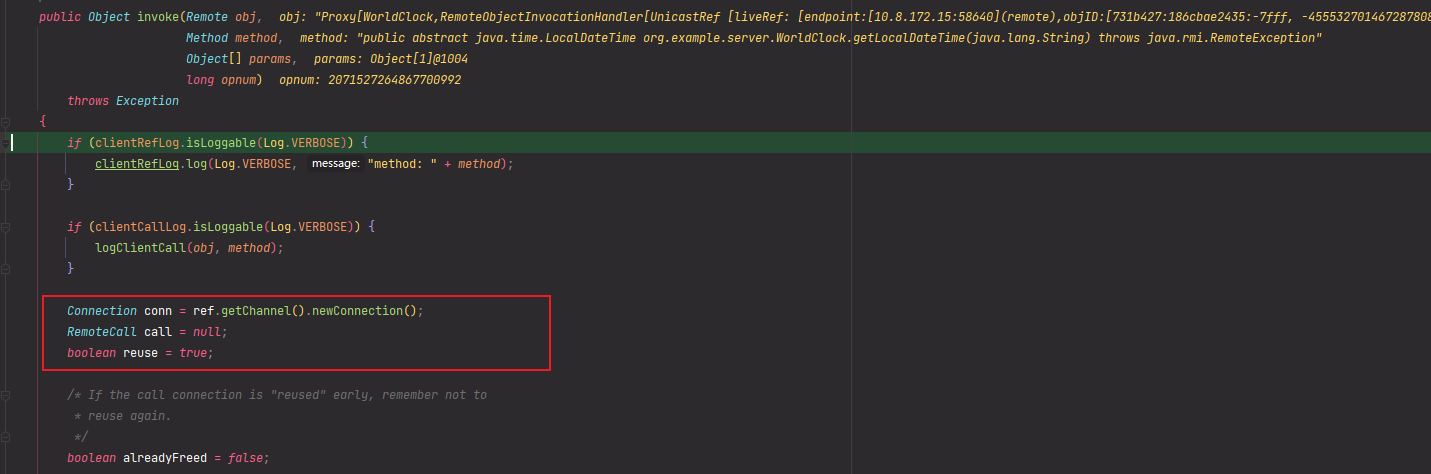 public Object invoke(Remote obj, obj: "Proxy[WorldClock,RemoteObjectInvocationHandler[UnicastRef [liveRef: [endpoint:[10.8.172.15:58640](remote),objID:[731b427:186cbae2435:-7fff, -455532701467287808
Method method, method: "public abstract java.time.LocalDateTime org.example.server.WorldClock.getLocalDateTime(java.lang.String) throws java.rmi.RemoteException"
Object[] params, params: Object[1]@1004
long opnum) opnum: 2071527264867700992
throws Exception
{
if (clientRefLog.isLoggable(Log.VERBOSE)) {
clientRefLog.log(Log.VERBOSE, message: "method: " + method);
}
if (clientCallLog.isLoggable(Log.VERBOSE)) {
logClientCall(obj, method);
}
Connection conn = ref.getChannel().newConnection();
RemoteCall call = null;
boolean reuse = true;
/* If the call connection is "reused" early, remember not to
* reuse again.
*/
boolean alreadyFreed = false;